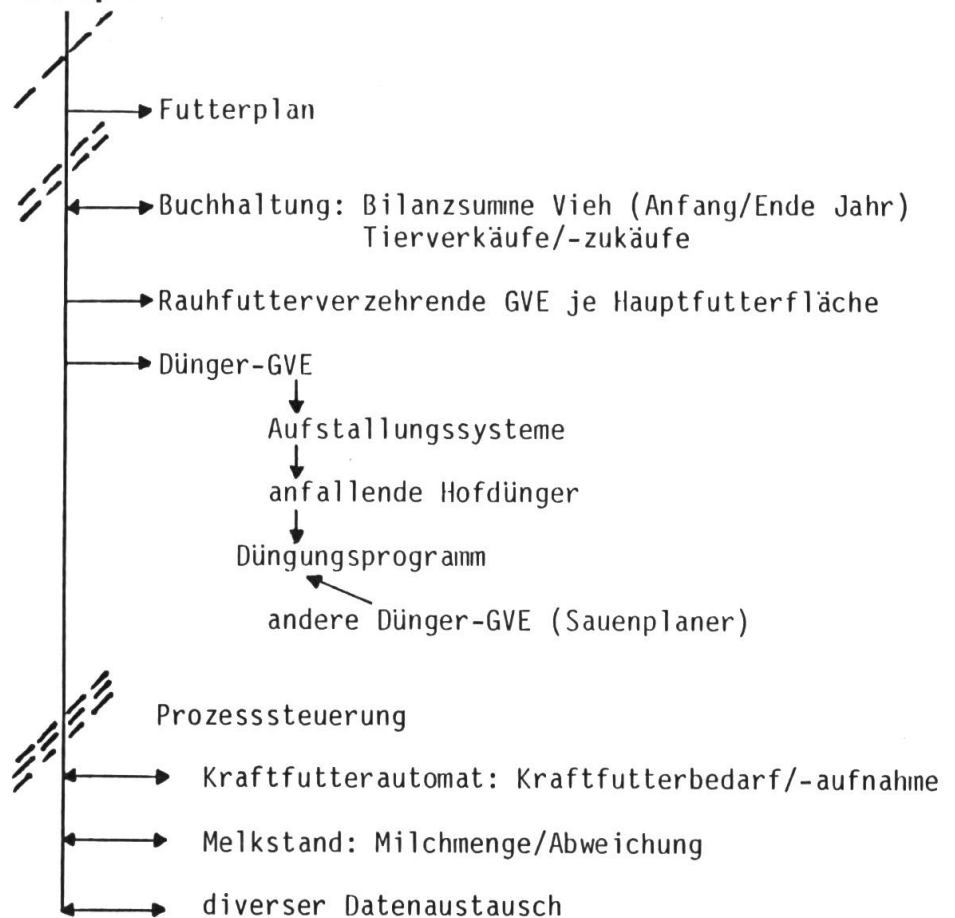 Futterplan
Buchhaltung: Bilanzsumme Vieh (Anfang/Ende Jahr)
Tierverkäufe/-zukäufe
Rauhfutterverzehrende GVE je Hauptfutterfläche
Dünger-GVE
Aufstallungssysteme
anfallende Hofdünger
Düngungsprogramm
andere Dünger-GVE (Sauenplaner)
Prozesssteuerung
Kraftfutterautomat: Kraftfutterbedarf/-aufnahme
Melkstand: Milchmenge/Abweichung
diverser Datenaustausch